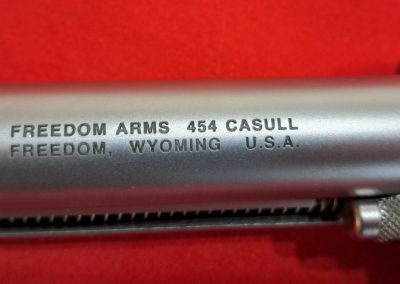 FREEDOM ARMS 454 CASULL
FREEDOM, WYOMING U.S.A.